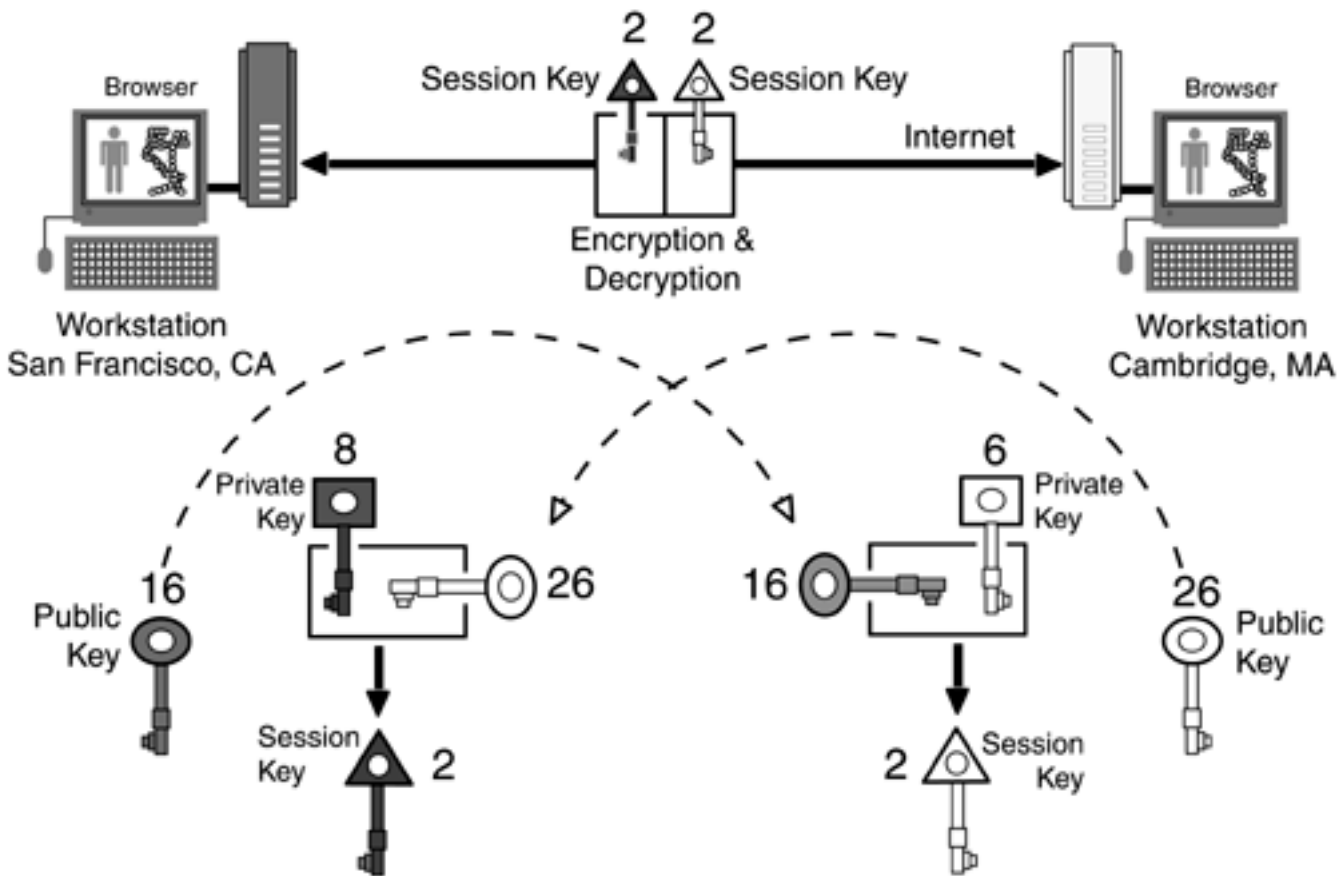 2 2
Session Key Session Key
Browser
Browser
Internet
Encryption &
Decryption
Workstation
San Francisco, CA
Workstation
Cambridge, MA
8
Private
Key
6
Private
Key
16
Public
Key
26
16
26
Public
Key
Session
Key
2
2
Session
Key